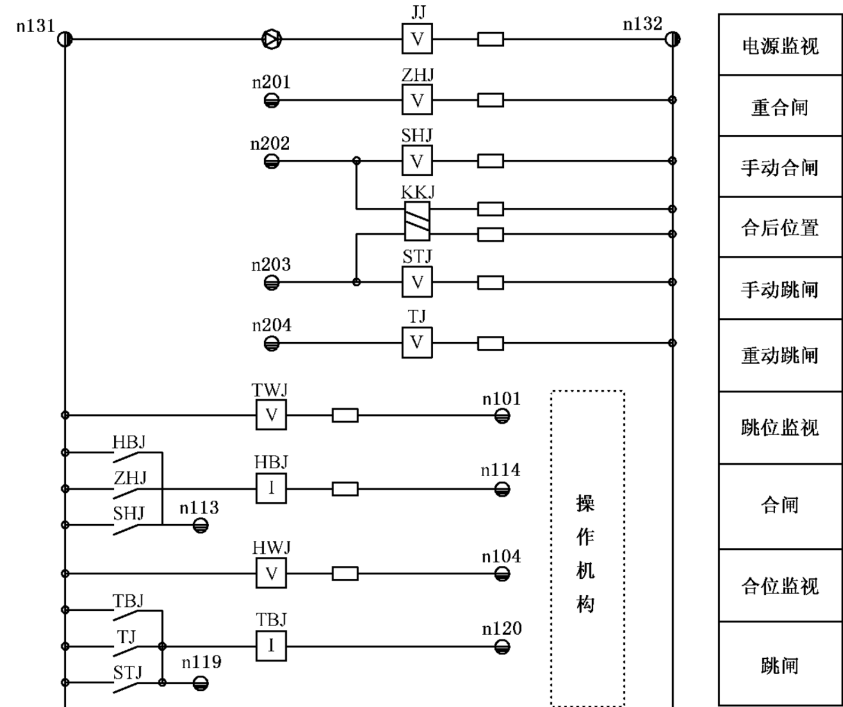 n131
JJ
V
n132
电源监视
n201
ZHJ
V
重合闸
n202
SHJ
V
手动合闸
KKJ
合后位置
n203
STJ
V
手动跳闸
n204
TJ
V
重动跳闸
TWJ
V
n101
跳位监视
HBJ
ZHJ
SHJ
n113
HBJ
I
n114
合闸
HWJ
V
n104
合位监视
TBJ
TJ
STJ
n119
TBJ
I
n120
跳闸
操
作
机
构